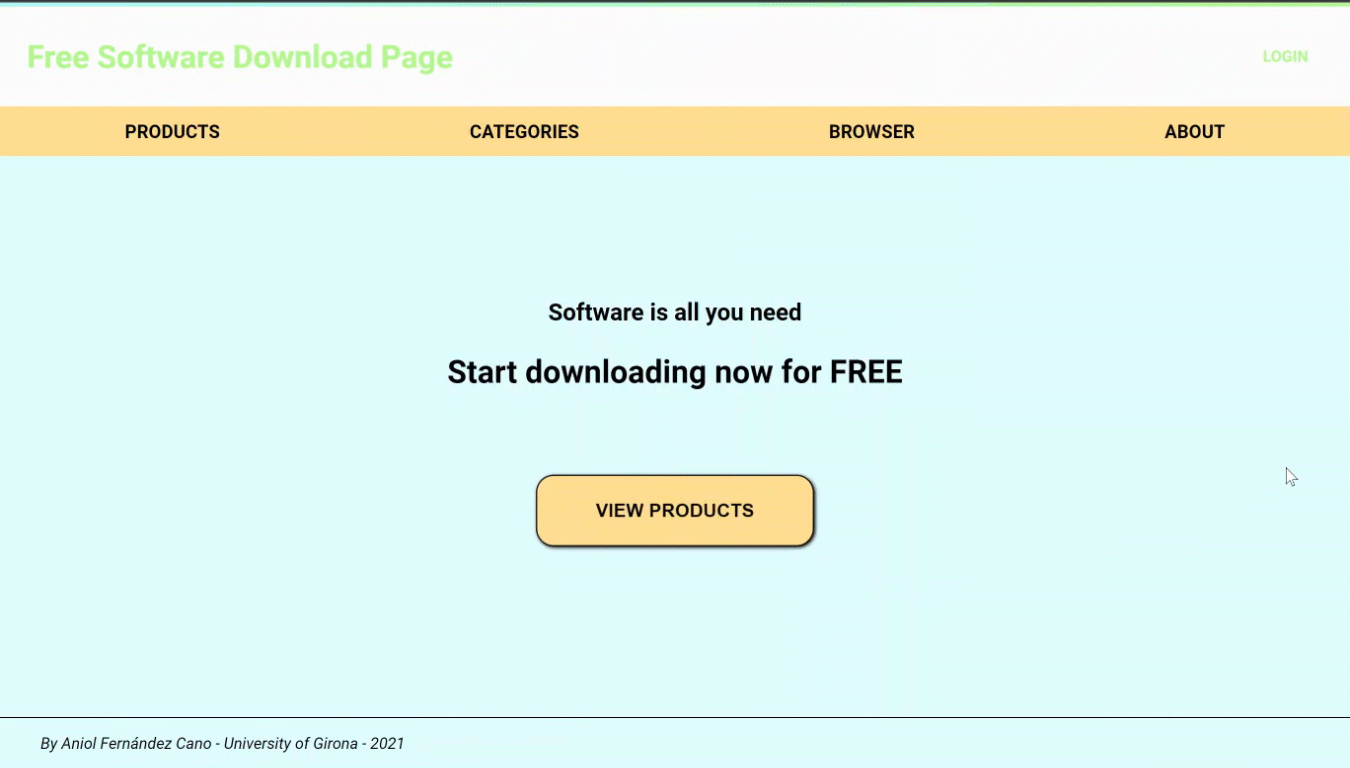 Free Software Download Page
LOGIN
PRODUCTS
CATEGORIES
BROWSER
ABOUT
Software is all you need
Start downloading now for FREE
VIEW PRODUCTS
By Aniol Fernández Cano - University of Girona - 2021